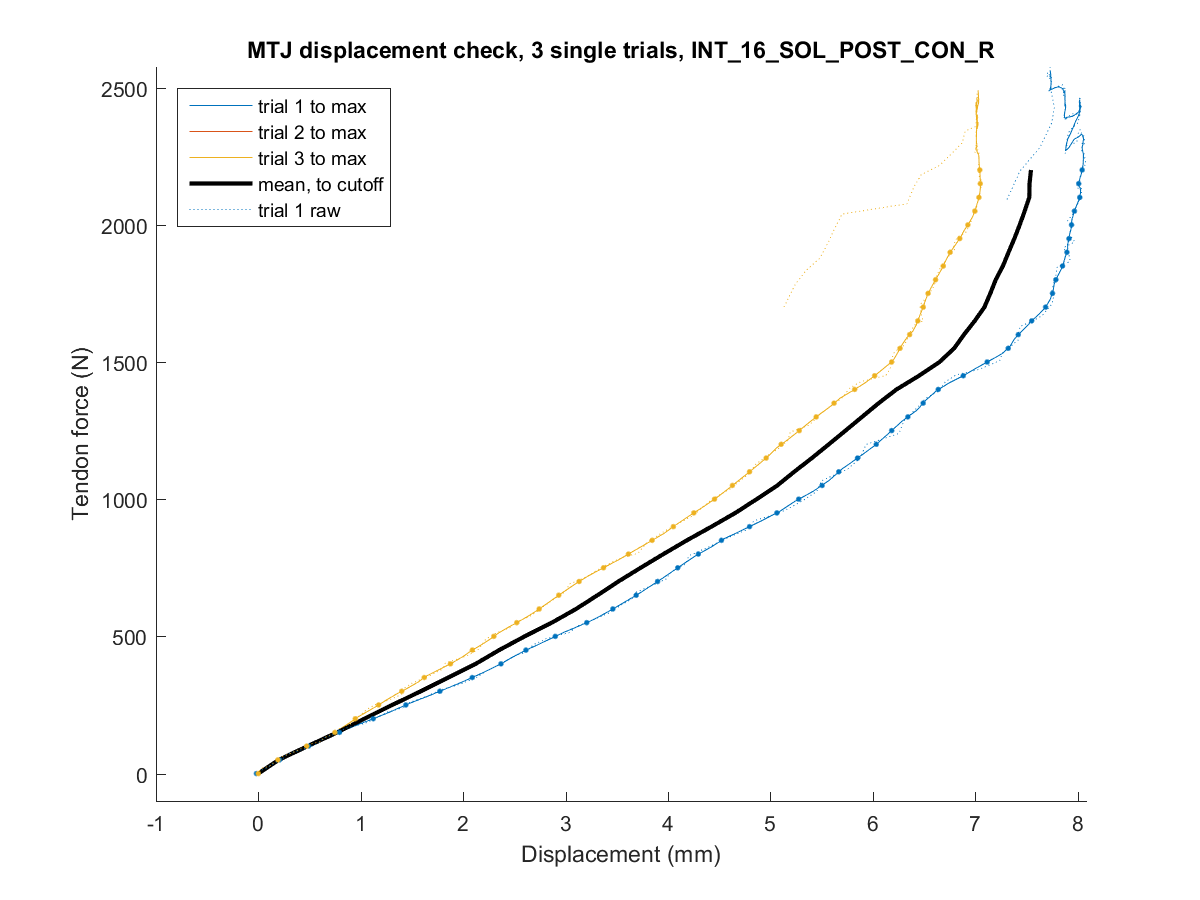 MTJ displacement check, 3 single trials, INT_16_SOL_POST_CON_R
trial 1 to max
trial 2 to max
trial 3 to max
mean, to cutoff
trial 1 raw
2500
2000
1500
1000
500
0
Tendon force (N)
-1 0 1 2 3 4 5 6 7 8
Displacement (mm)